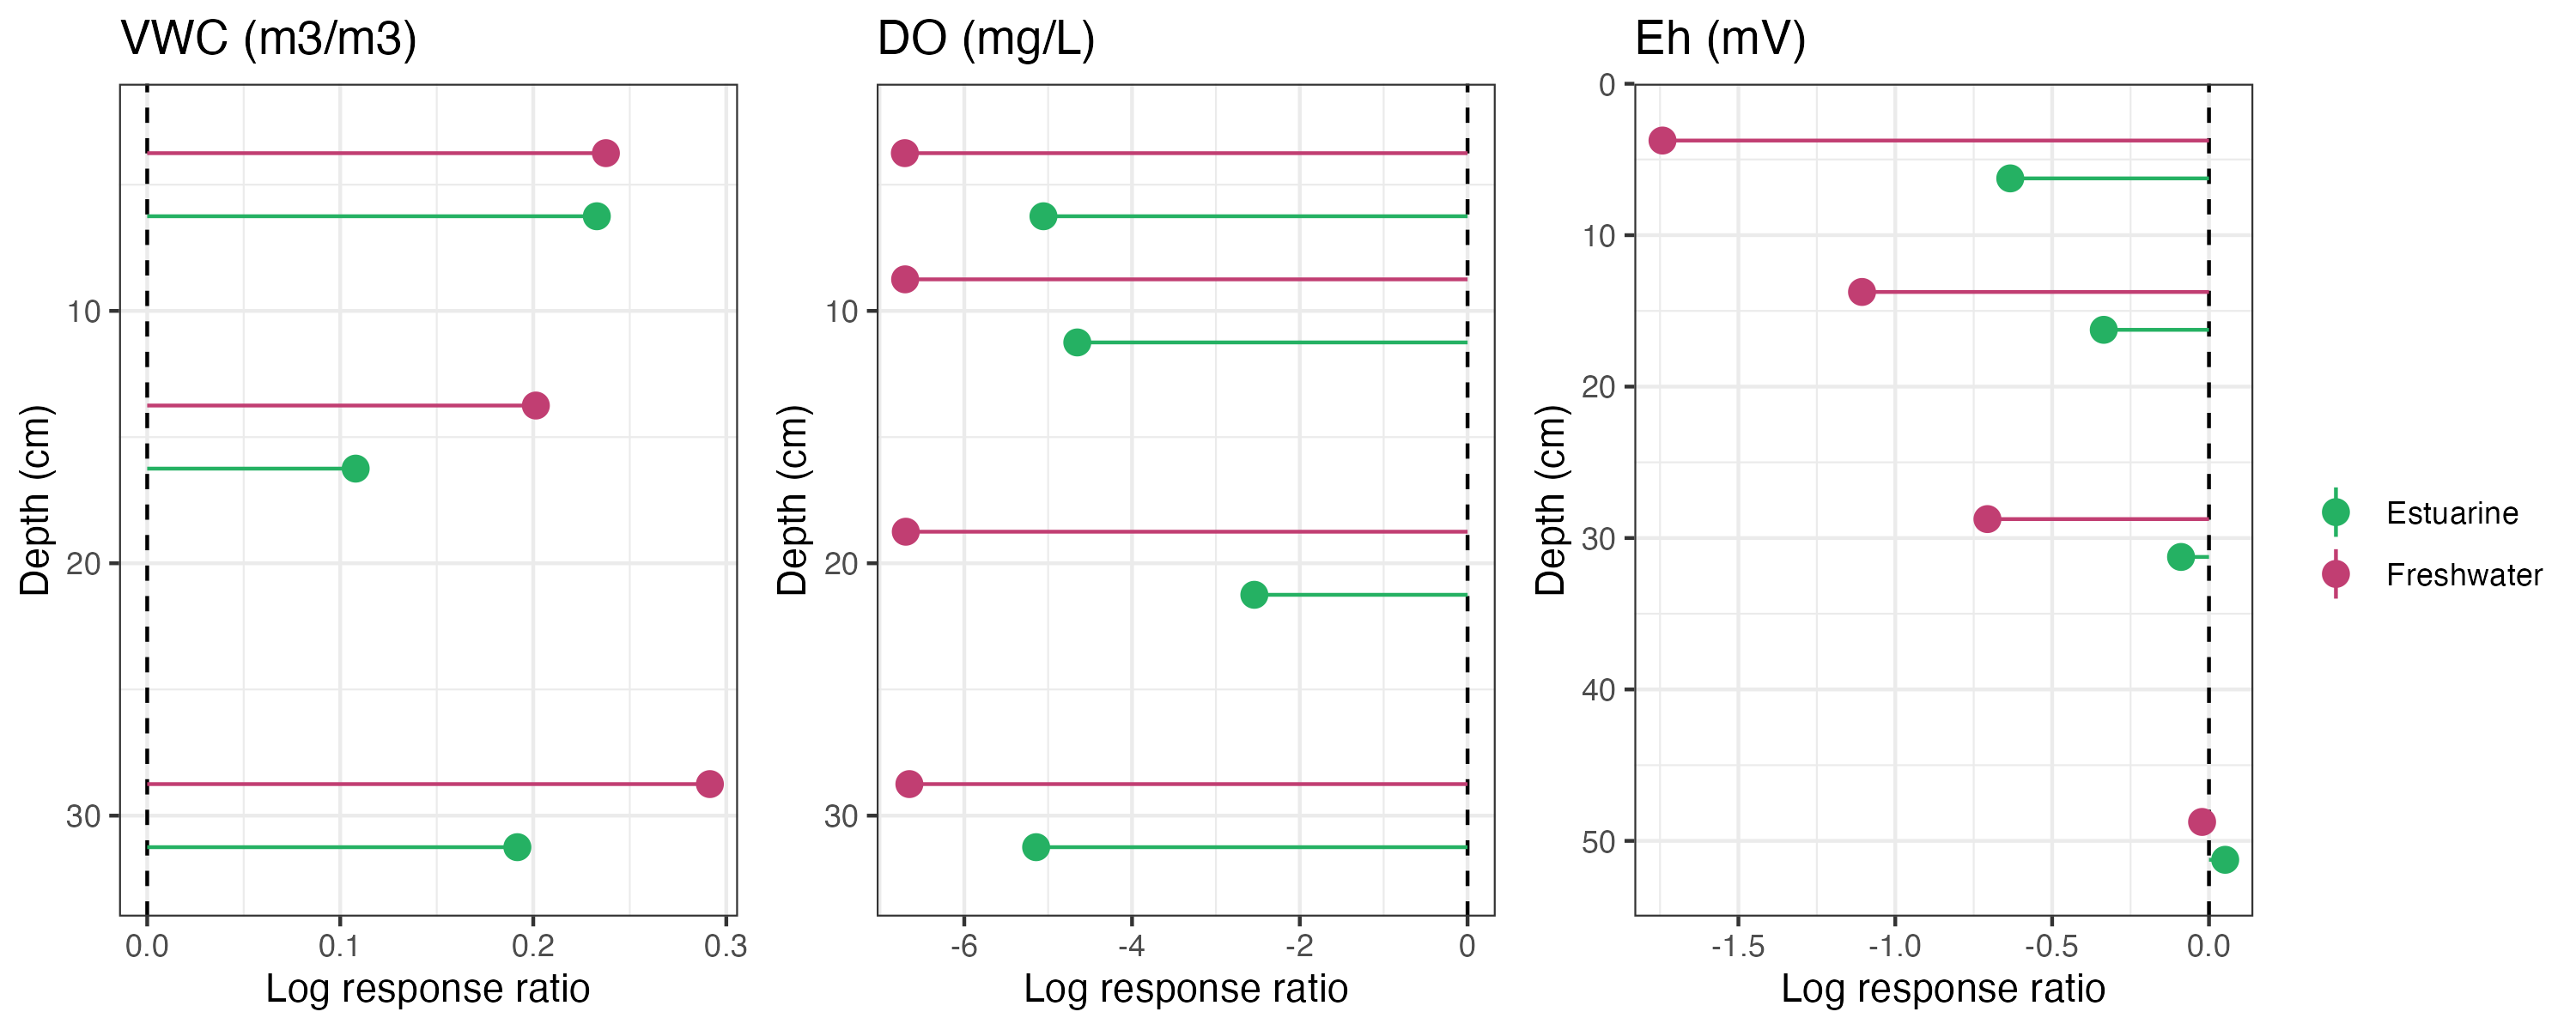 VWC (m3/m3)
Depth (cm)
10
20
30
0.0 0.1 0.2 0.3
Log response ratio
DO (mg/L)
Depth (cm)
10
20
30
-6 -4 -2 0
Log response ratio
Eh (mV)
Depth (cm)
0
10
20
30
40
50
-1.5 -1.0 -0.5 0.0
Log response ratio
Estuarine
Freshwater